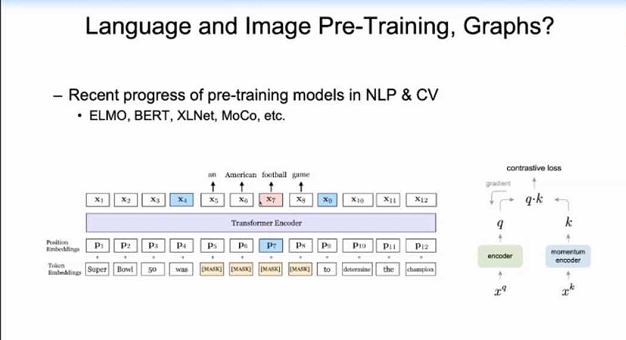 Language and Image Pre-Training, Graphs?
– Recent progress of pre-training models in NLP & CV
• ELMO, BERT, XLNet, MoCo, etc.
an American football game
x1 x2 x3 x4 x5 x6 x7 x8 x9 x10 x11 x12
Transformer Encoder
Position Embeddings P1 P2 P3 P4 P5 P6 P7 P8 P9 P10 P11 P12
+ + + + + + + + + + + +
Token Embeddings Super Bowl 50 was [MASK] [MASK] [MASK] [MASK] to determine the champion
contrastive loss
gradient
q·k
q k
encoder momentum encoder
x^q x^k